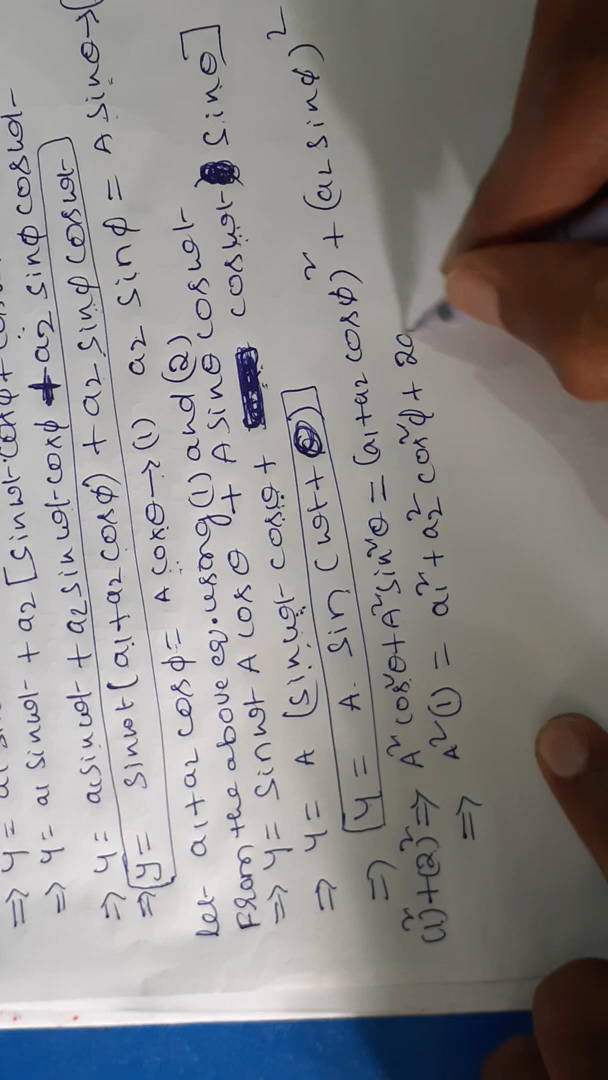 ⇒ y = a1 sinωt + a2 [sinωt·cosφ + cosωt
⇒ y = a1 sinωt + a2 sinωt·cosφ + a2 sinφ cosωt
⇒ y = a1 sinωt + a2 sinωt·cosφ + a2 sinφ cosωt
⇒ y = sinωt (a1 + a2 cosφ) + a2 sinφ cosωt
Let a1 + a2 cosφ = A cosθ → (1) a2 sinφ = A sinθ →
From the above eq. using (1) and (2)
⇒ y = sinωt A cosθ + A sinθ cosωt
⇒ y = A (sinωt cosθ + cosωt sinθ]
⇒ y = A sin (ωt + θ)
(1)² + (2)² ⇒ A² cos²θ + A² sin²θ = (a1 + a2 cosφ)² + (a2 sinφ)²
⇒ A² (1) = a1² + a2² cos²φ + 2a